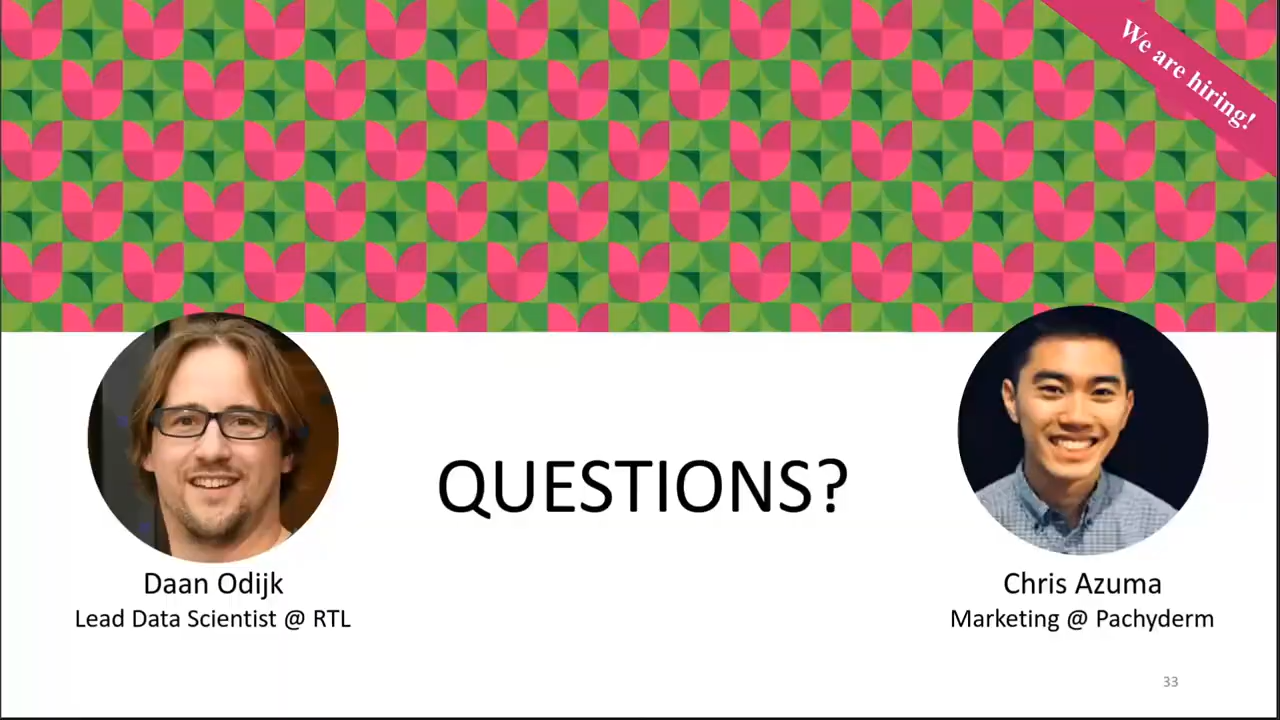 We are hiring!
QUESTIONS?
Daan Odijk
Lead Data Scientist @ RTL
Chris Azuma
Marketing @ Pachyderm
33